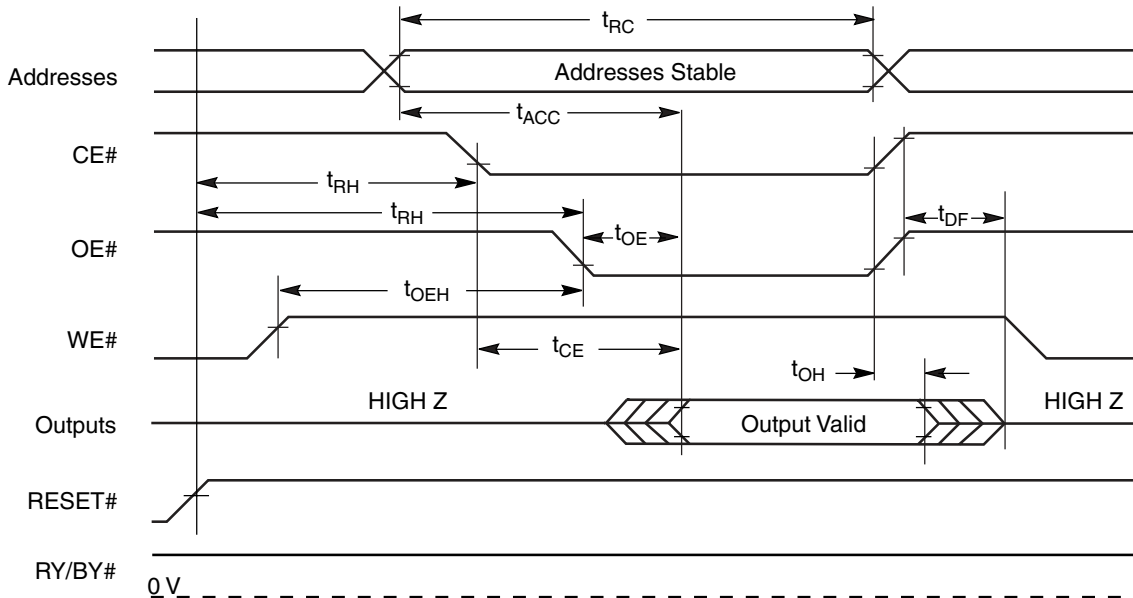 tRC
Addresses
Addresses Stable
tACC
CE#
tRH
tRH
tDF
OE#
tOE
tOEH
WE#
tCE
tOH
HIGH Z
HIGH Z
Outputs
Output Valid
RESET#
RY/BY#
0 V